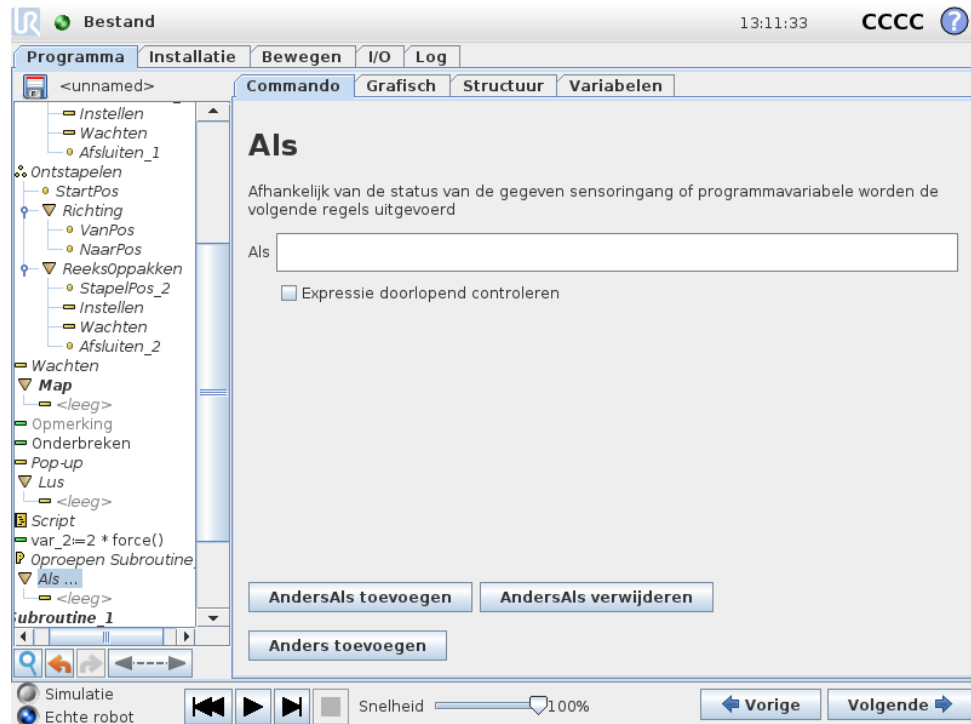 UR Bestand 13:11:33 CCCC ?
Programma Installatie Bewegen I/O Log
<unnamed>
Commando Grafisch Structuur Variabelen
Instellen
Wachten
Afsluiten_1
Ontstapelen
StartPos
Richting
VanPos
NaarPos
ReeksOppakken
StapelPos_2
Instellen
Wachten
Afsluiten_2
Wachten
Map
<leeg>
Opmerking
Onderbreken
Pop-up
Lus
<leeg>
Script
var_2:=2 * force()
P Oproepen Subroutine
Als ...
<leeg>
ubroutine_1
Als
Afhankelijk van de status van de gegeven sensoringang of programmavariabele worden de
volgende regels uitgevoerd
Als
Expressie doorlopend controleren
AndersAls toevoegen AndersAls verwijderen
Anders toevoegen
Simulatie
Echte robot
Snelheid 100%
Vorige Volgende